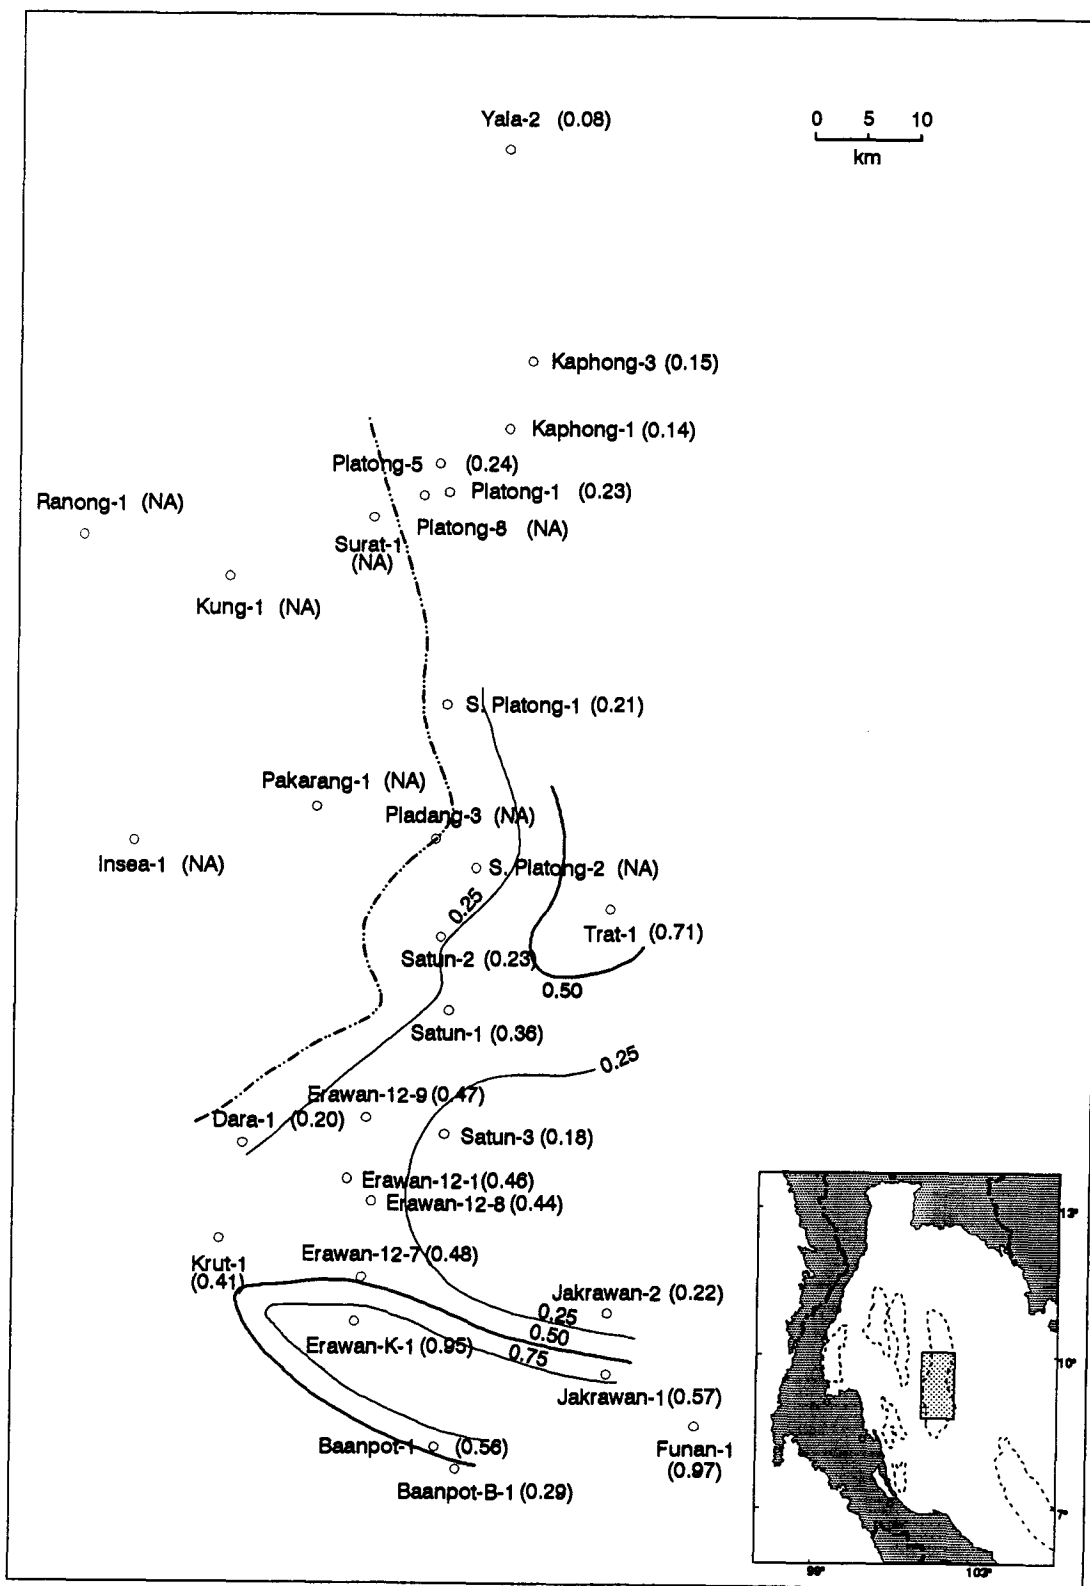 Yala-2 (0.08)
0 5 10
km
Kaphong-3 (0.15)
Kaphong-1 (0.14)
Platong-5 (0.24)
Platong-1 (0.23)
Ranong-1 (NA)
Platong-8 (NA)
Surat-1
(NA)
Kung-1 (NA)
S. Platong-1 (0.21)
Pakarang-1 (NA)
Pladang-3 (NA)
Insea-1 (NA)
S. Platong-2 (NA)
0.25
Trat-1 (0.71)
Satun-2 (0.23)
0.50
Satun-1 (0.36)
0.25
Erawan-12-9 (0.47)
Dara-1 (0.20)
Satun-3 (0.18)
Erawan-12-1 (0.46)
Erawan-12-8 (0.44)
Erawan-12-7 (0.48)
Krut-1
(0.41)
Jakrawan-2 (0.22)
0.25
0.50
0.75
Erawan-K-1 (0.95)
Jakrawan-1 (0.57)
Baanpot-1 (0.56)
Funan-1
(0.97)
Baanpot-B-1 (0.29)
13°
10°
7°
99°
103°